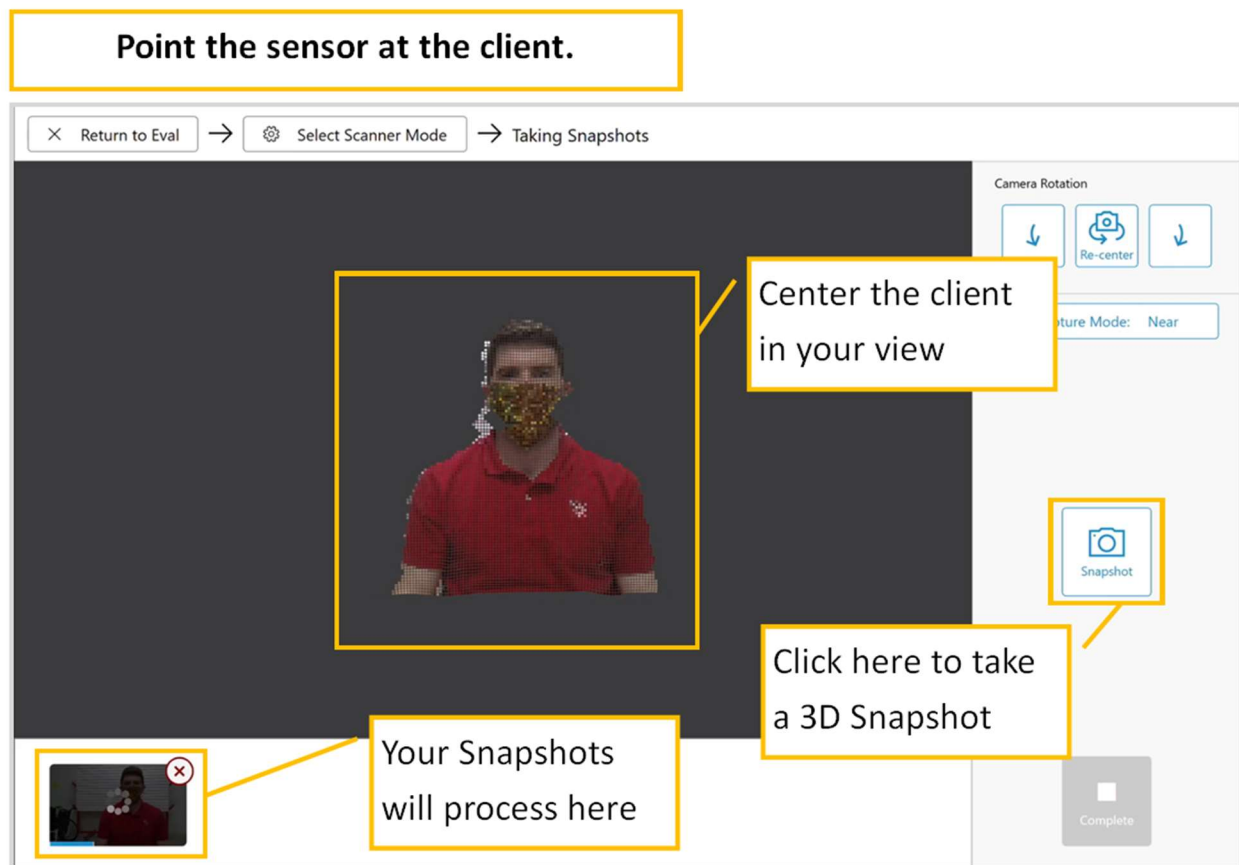 Point the sensor at the client.
Return to Eval
Select Scanner Mode
Taking Snapshots
Camera Rotation
Re-center
Center the client
in your view
Mode: Near
Snapshot
Click here to take
a 3D Snapshot
Your Snapshots
will process here
Complete